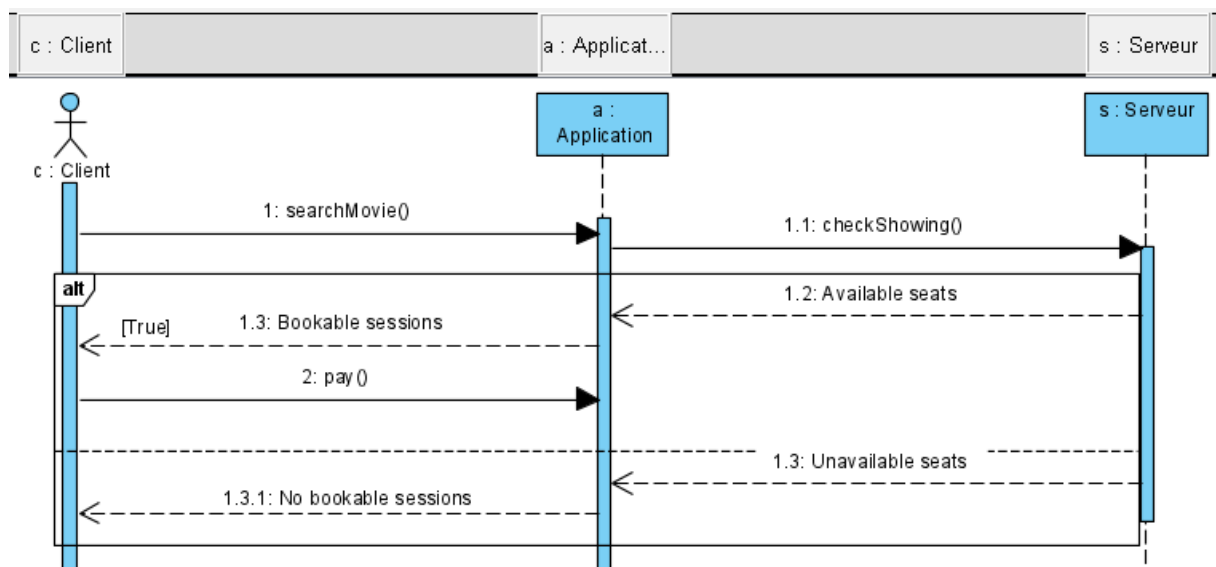 c : Client
a : Applicat...
s : Serveur
a :
Application
s : Serveur
c : Client
1: searchMovie()
1.1: checkShowing()
alt
1.2: Available seats
[True]
1.3: Bookable sessions
2: pay()
1.3: Unavailable seats
1.3.1: No bookable sessions